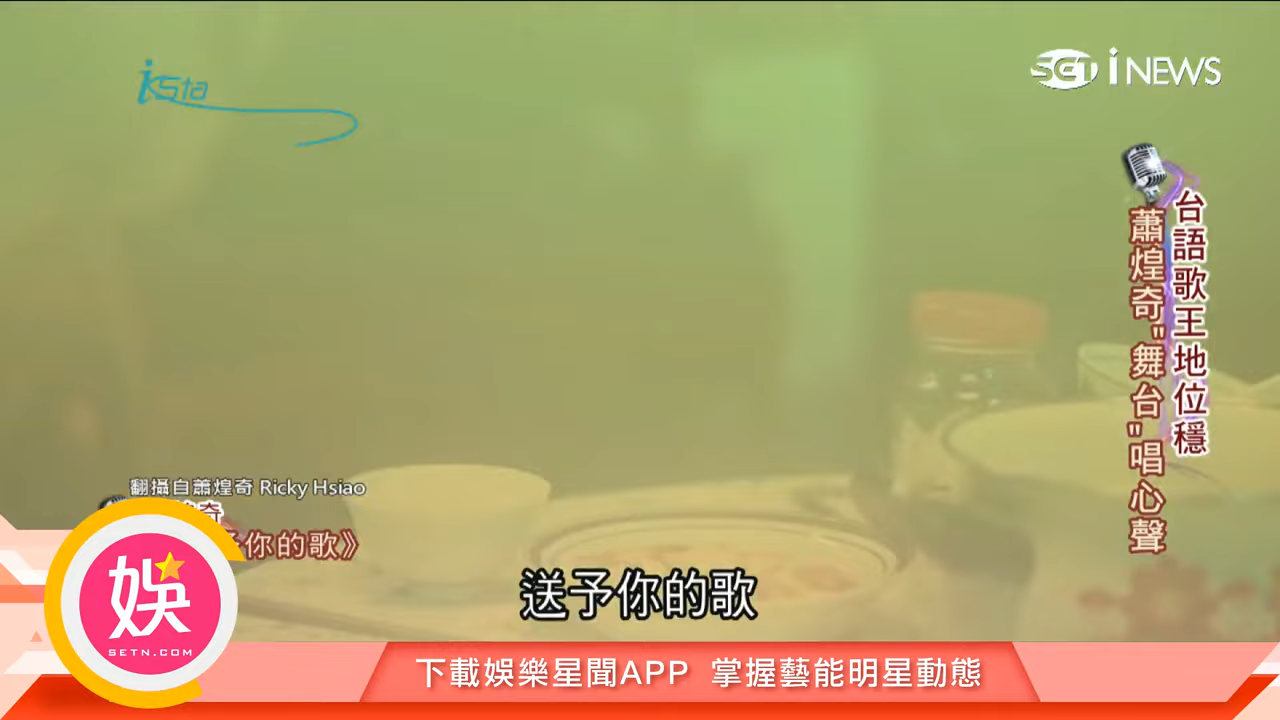 iSta
SET iNEWS
台語歌王地位穩
蕭煌奇"舞台"唱心聲
翻攝自蕭煌奇 Ricky Hsiao
奇
予你的歌》
送予你的歌
娛
SETN.COM
下載娛樂星聞APP 掌握藝能明星動態